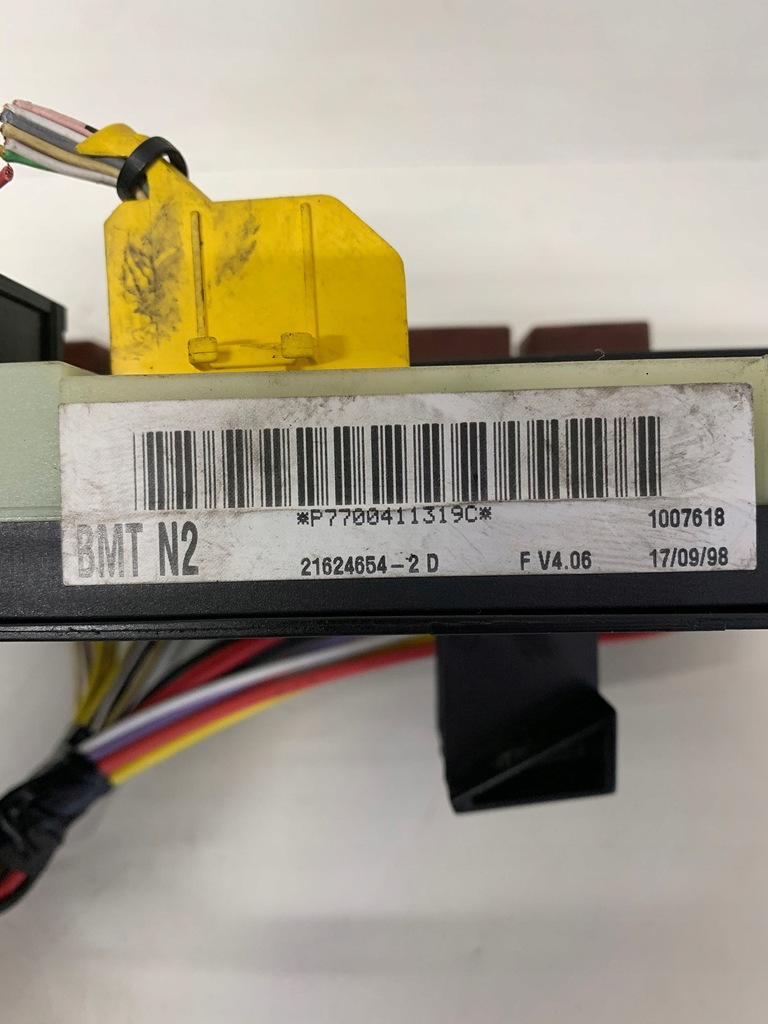 *P7700411319C*
1007618
BMT N2
21624654-2 D
F V4.06
17/09/98